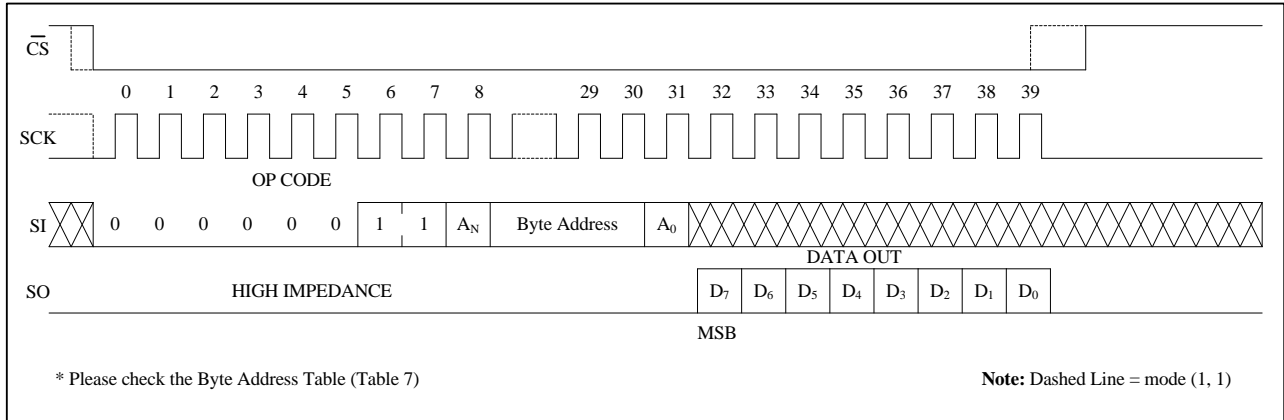 CS
0 1 2 3 4 5 6 7 8 29 30 31 32 33 34 35 36 37 38 39
SCK
OP CODE
SI 0 0 0 0 0 0 1 1 AN Byte Address A0
DATA OUT
SO HIGH IMPEDANCE D7 D6 D5 D4 D3 D2 D1 D0
MSB
* Please check the Byte Address Table (Table 7) Note: Dashed Line = mode (1, 1)